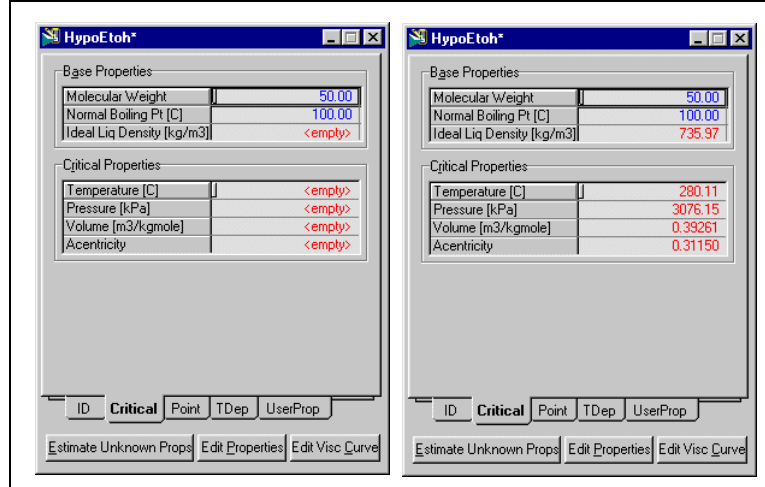 HypoEtoh*
Base Properties
Molecular Weight 50.00
Normal Boiling Pt [C] 100.00
Ideal Liq Density [kg/m3] <empty>
Critical Properties
Temperature [C] <empty>
Pressure [kPa] <empty>
Volume [m3/kgmole] <empty>
Acentricity <empty>
ID Critical Point TDep UserProp
Estimate Unknown Props Edit Properties Edit Visc Curve
HypoEtoh*
Base Properties
Molecular Weight 50.00
Normal Boiling Pt [C] 100.00
Ideal Liq Density [kg/m3] 735.97
Critical Properties
Temperature [C] 280.11
Pressure [kPa] 3076.15
Volume [m3/kgmole] 0.39261
Acentricity 0.31150
ID Critical Point TDep UserProp
Estimate Unknown Props Edit Properties Edit Visc Curve